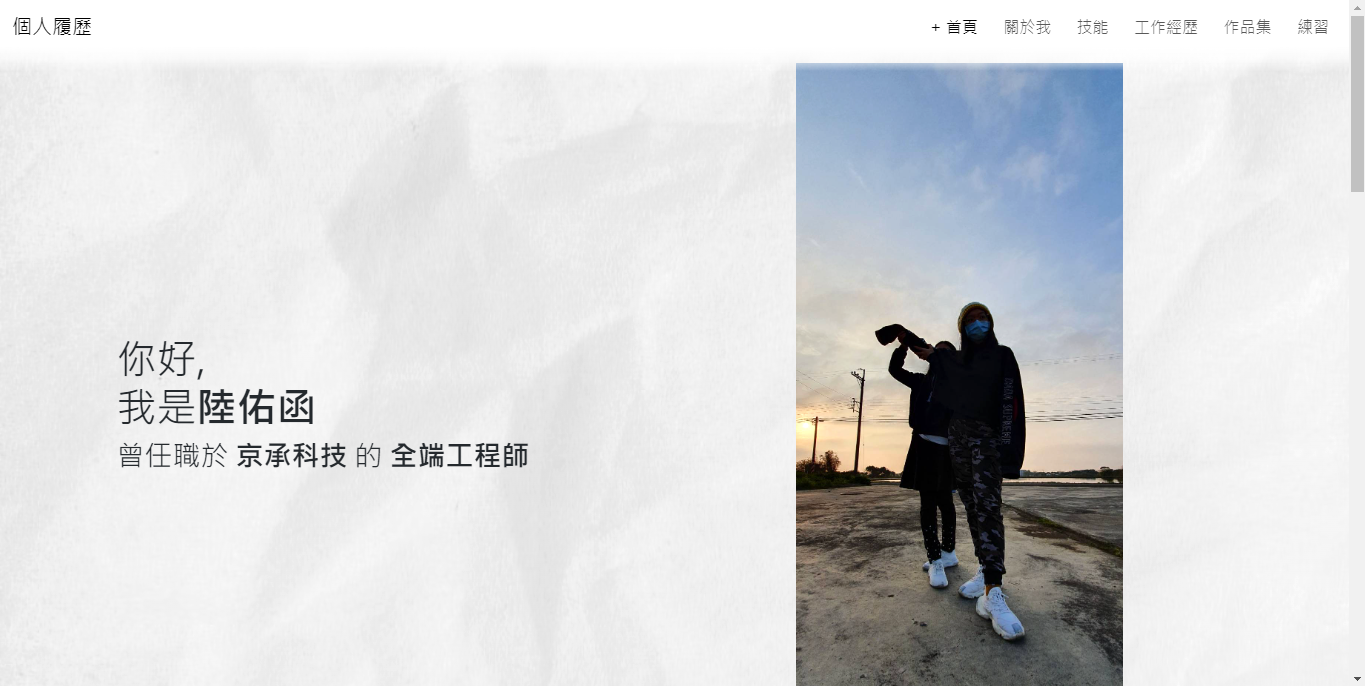 個人履歷
+ 首頁
關於我
技能
工作經歷
作品集
練習
你好,
我是陸佑函
曾任職於 京承科技 的 全端工程師